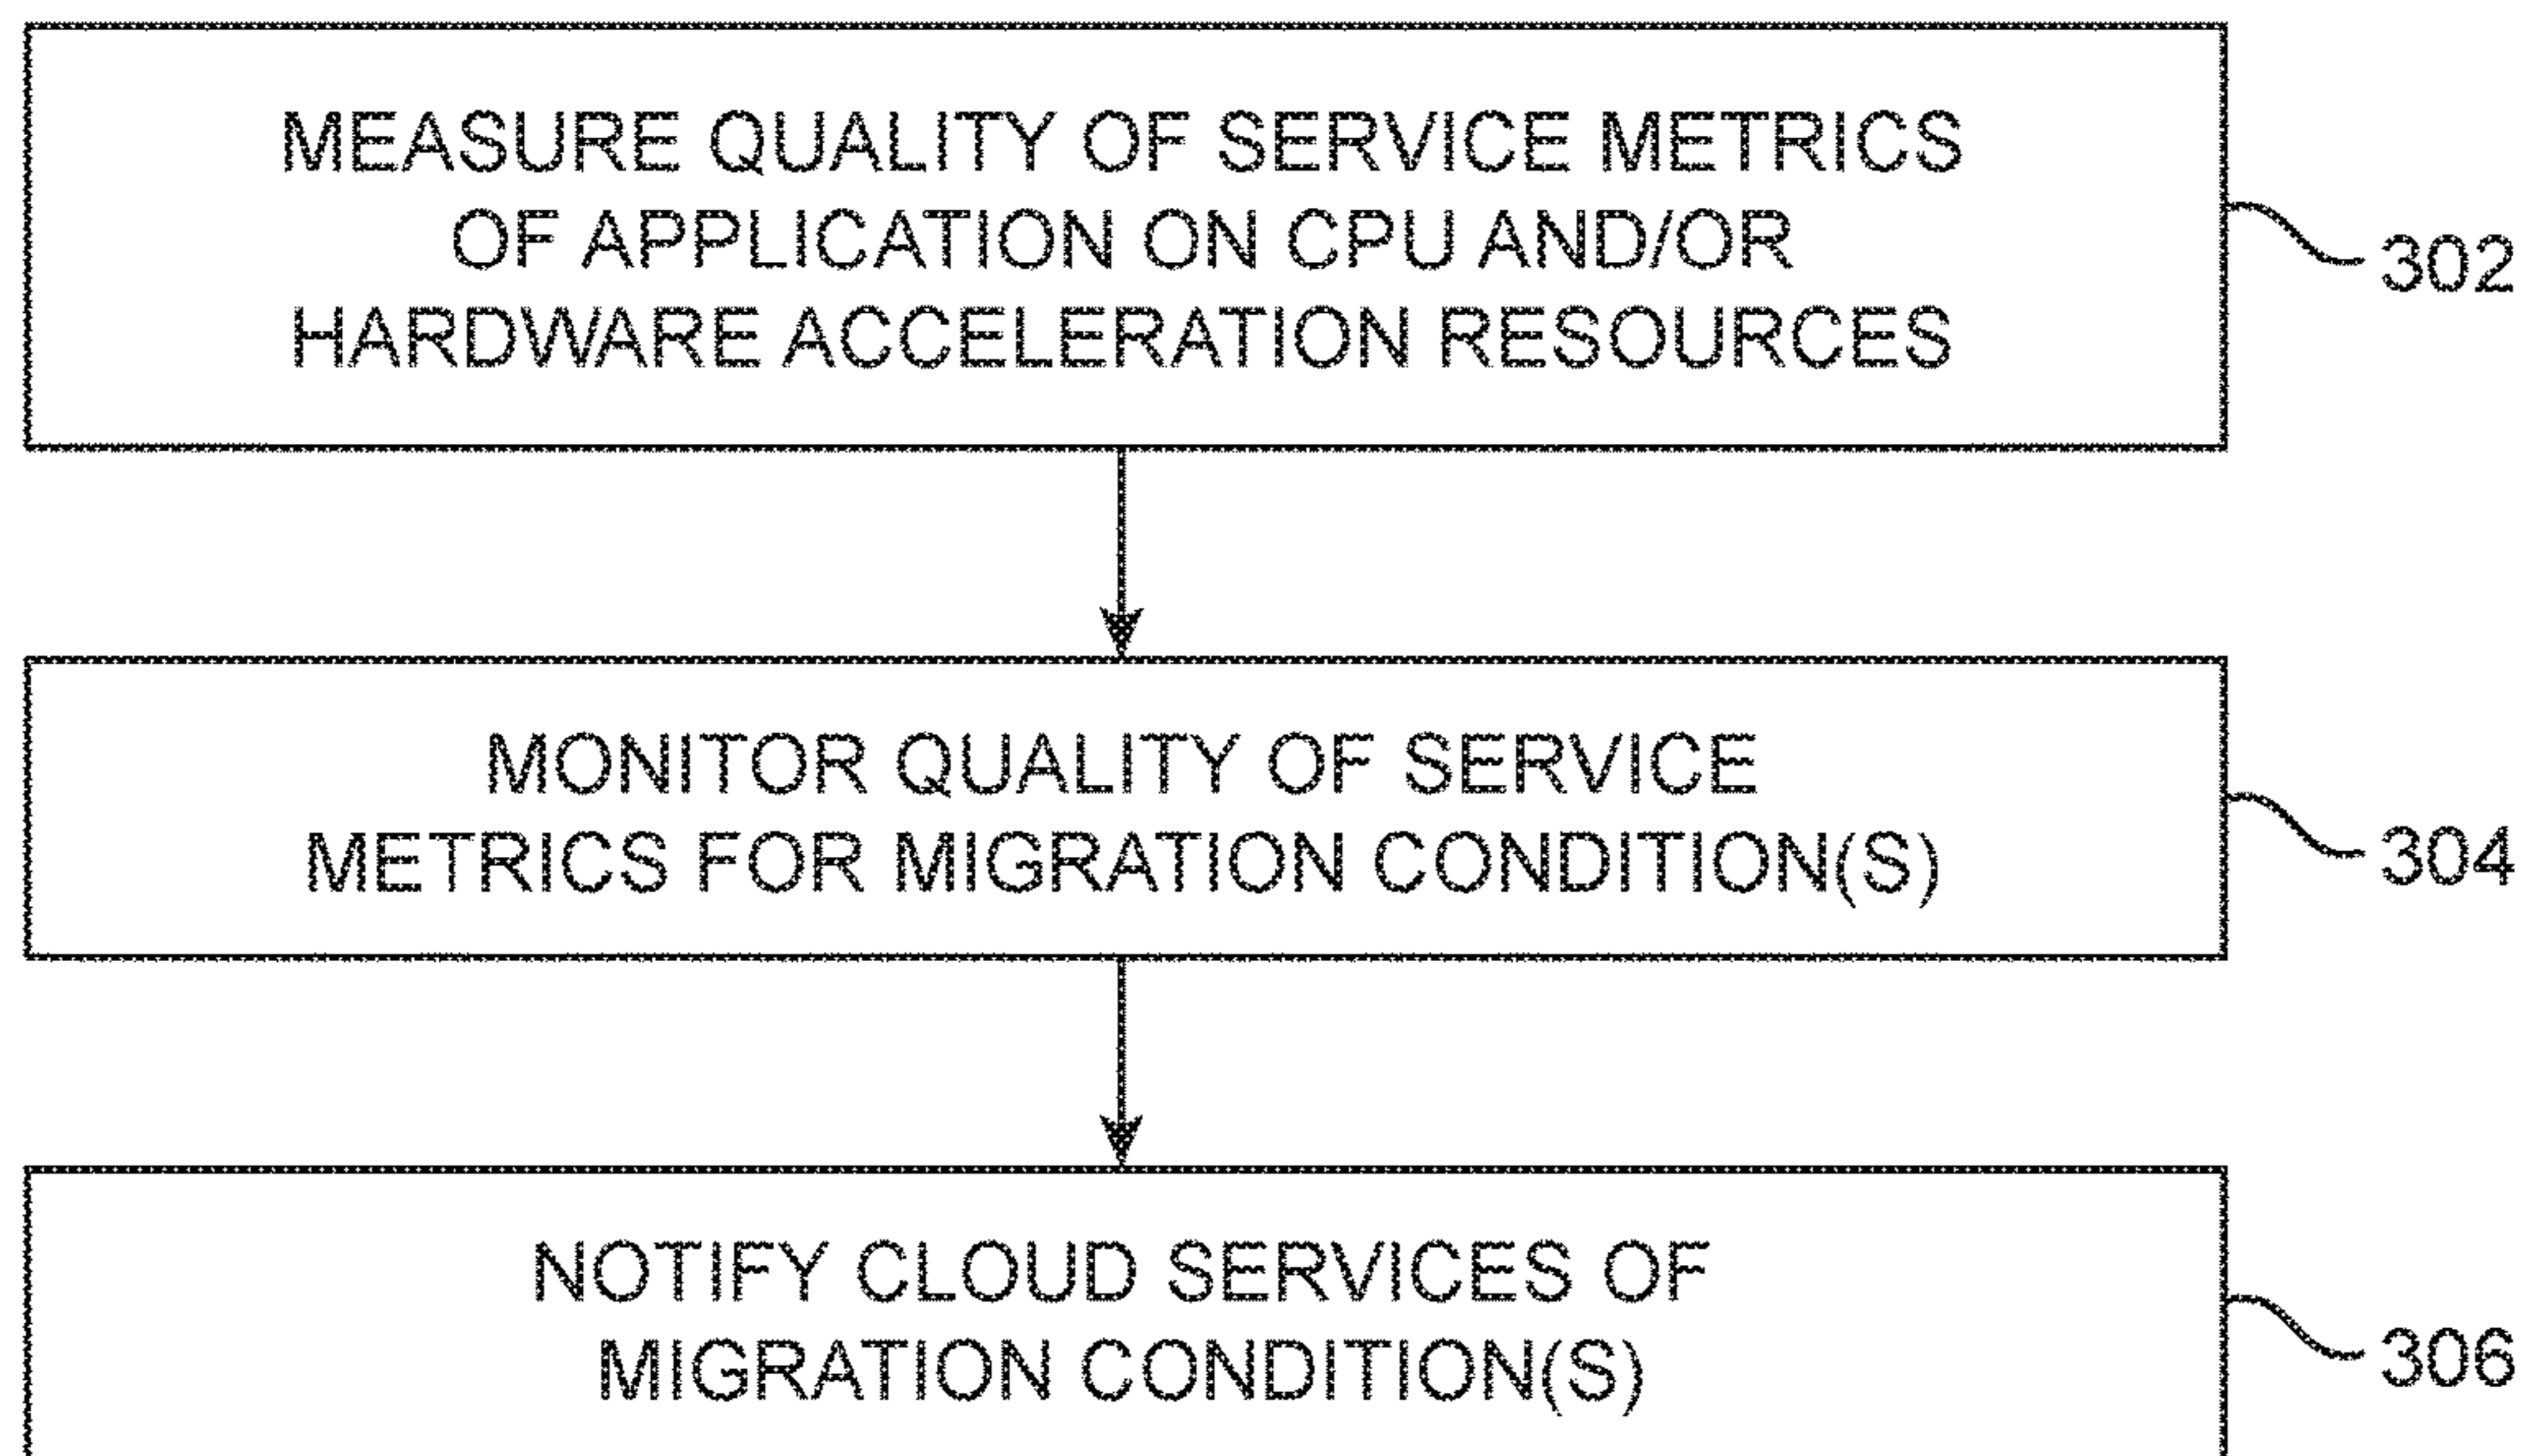 MEASURE QUALITY OF SERVICE METRICS
OF APPLICATION ON CPU AND/OR
HARDWARE ACCELERATION RESOURCES
302
MONITOR QUALITY OF SERVICE
METRICS FOR MIGRATION CONDITION(S)
304
NOTIFY CLOUD SERVICES OF
MIGRATION CONDITION(S)
306